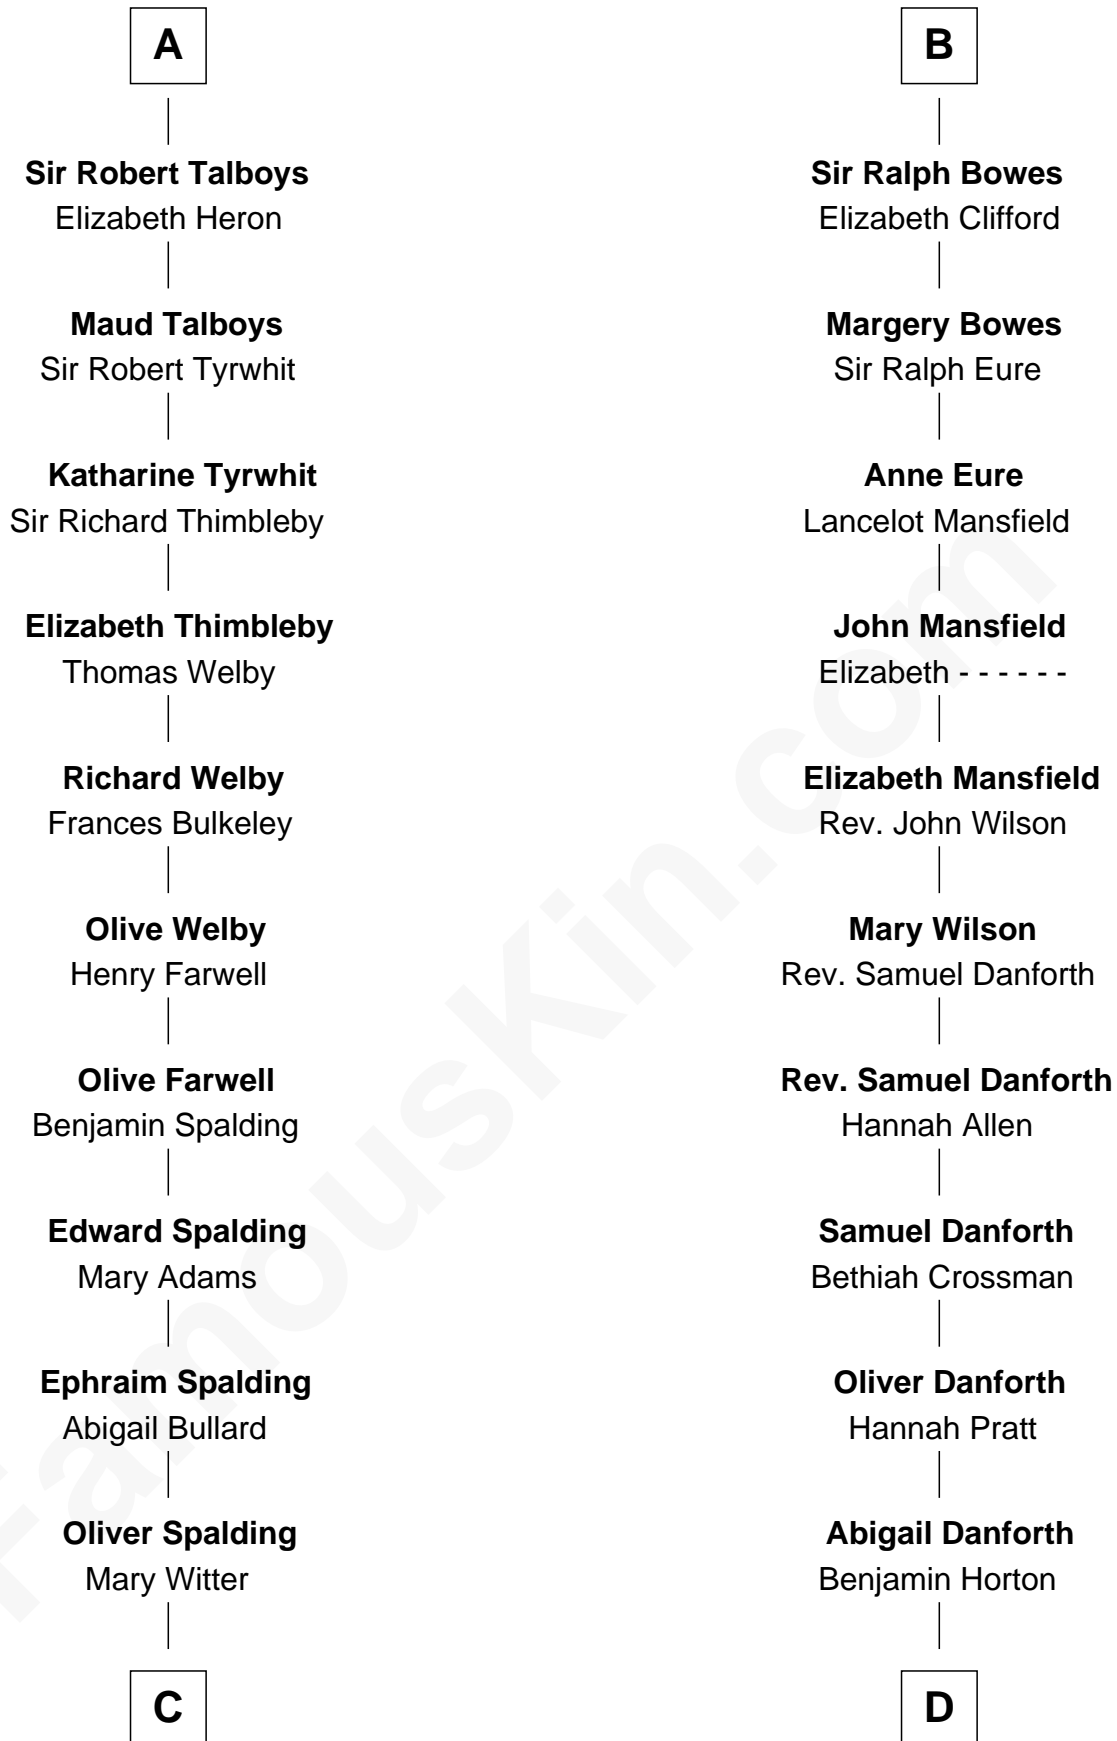 A
Sir Robert Talboys
Elizabeth Heron
Maud Talboys
Sir Robert Tyrwhit
Katharine Tyrwhit
Sir Richard Thimbleby
Elizabeth Thimbleby
Thomas Welby
Richard Welby
Frances Bulkeley
Olive Welby
Henry Farwell
Olive Farwell
Benjamin Spalding
Edward Spalding
Mary Adams
Ephraim Spalding
Abigail Bullard
Oliver Spalding
Mary Witter
C
B
Sir Ralph Bowes
Elizabeth Clifford
Margery Bowes
Sir Ralph Eure
Anne Eure
Lancelot Mansfield
John Mansfield
Elizabeth - - - - - -
Elizabeth Mansfield
Rev. John Wilson
Mary Wilson
Rev. Samuel Danforth
Rev. Samuel Danforth
Hannah Allen
Samuel Danforth
Bethiah Crossman
Oliver Danforth
Hannah Pratt
Abigail Danforth
Benjamin Horton
D
FamousKin.com